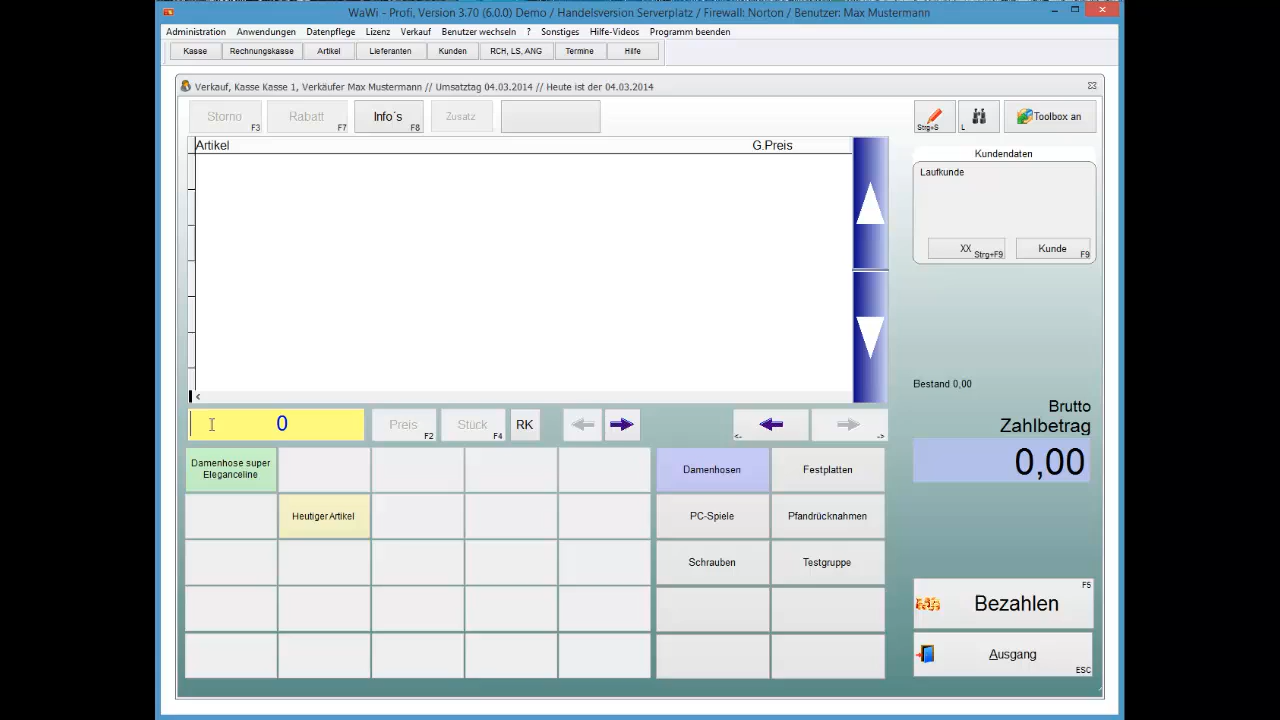 WaWi - Profi, Version 3.70 (6.0.0) Demo / Handelsversion Serverplatz / Firewall: Norton / Benutzer: Max Mustermann
Administration Anwendungen Datenpflege Lizenz Verkauf Benutzer wechseln ? Sonstiges Hilfe-Videos Programm beenden
Kasse Rechnungskasse Artikel Lieferanten Kunden RCH, LS, ANG Termine Hilfe
Verkauf, Kasse Kasse 1, Verkäufer Max Mustermann // Umsatztag 04.03.2014 // Heute ist der 04.03.2014
Storno F3 Rabatt F7 Info´s F8 Zusatz Strg+S L Toolbox an
Artikel G.Preis
Kundendaten
Laufkunde
XX Strg+F9 Kunde F9
Bestand 0,00
Brutto
Zahlbetrag
0,00
0 Preis F2 Stück F4 RK <- ->
Damenhose super
Eleganceline
Damenhosen Festplatten
Heutiger Artikel PC-Spiele Pfandrücknahmen
Schrauben Testgruppe
Bezahlen F5
Ausgang ESC